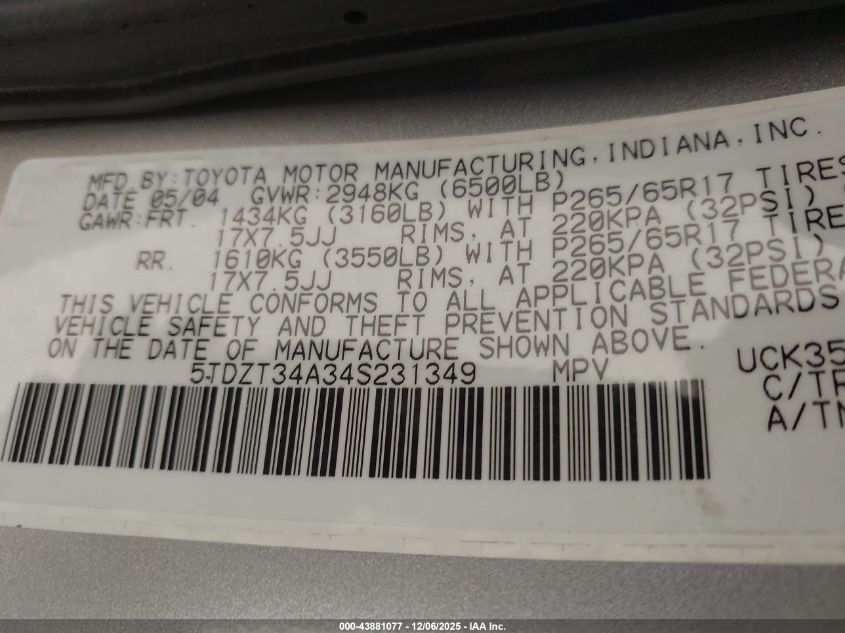 MFD. BY: TOYOTA MOTOR MANUFACTURING, INDIANA, INC.
DATE 05/04 GVWR: 2948KG (6500LB)
GAWR: FRT. 1434KG (3160LB) WITH P265/65R17 TIRES
17X7.5JJ RIMS, AT 220KPA (32PSI)
RR. 1610KG (3550LB) WITH P265/65R17 TIRE
17X7.5JJ RIMS, AT 220KPA (32PSI)
THIS VEHICLE CONFORMS TO ALL APPLICABLE FEDERA
VEHICLE SAFETY AND THEFT PREVENTION STANDARDS
ON THE DATE OF MANUFACTURE SHOWN ABOVE.
5TDZT34A34S231349 MPV
UCK35
C/TR
A/TN
000-43881077 - 12/06/2025 - IAA Inc.